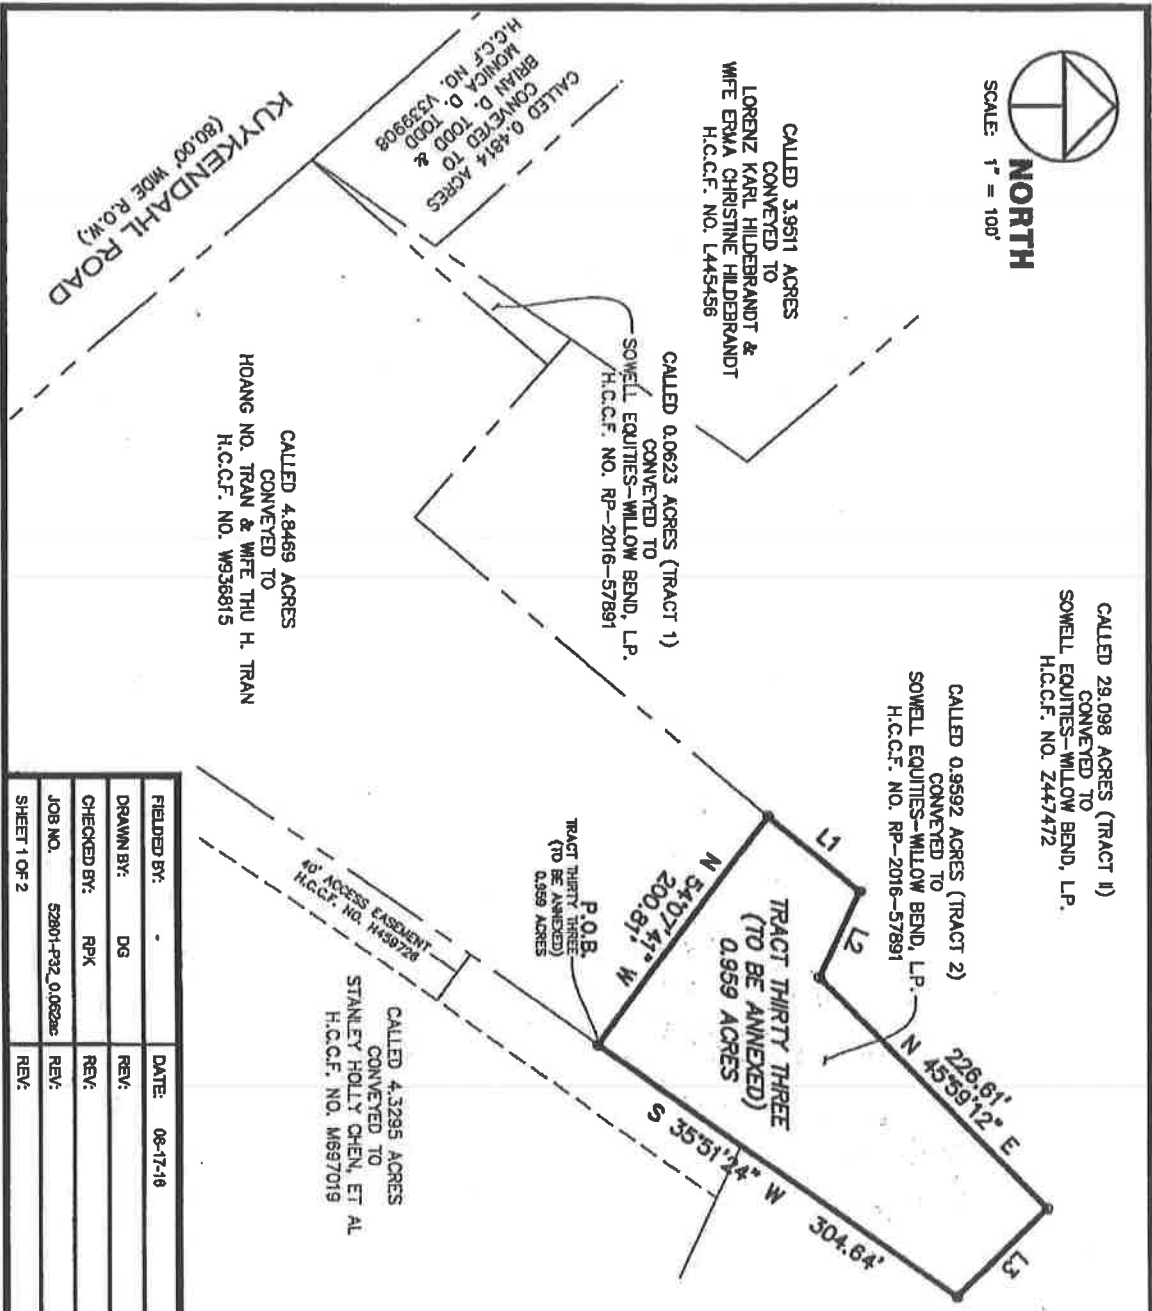 NORTH
SCALE: 1" = 100'
CALLED 3.9511 ACRES
CONVEYED TO
LORENZ KARL HILDEBRANDT &
WIFE ERMA CHRISTINE HILDEBRANDT
H.C.C.F. NO. L445456
CALLED 0.4814 ACRES
CONVEYED TO
BRIAN D. TODD &
MONICA D. TODD
H.C.C.F NO. V339908
KUYKENDAHL ROAD
(80.00' WIDE R.O.W.)
CALLED 0.0623 ACRES (TRACT 1)
CONVEYED TO
SOWELL EQUITIES-WILLOW BEND, L.P.
H.C.C.F. NO. RP-2016-57891
CALLED 4.8469 ACRES
CONVEYED TO
HOANG NO. TRAN & WIFE THU H. TRAN
H.C.C.F. NO. W936815
CALLED 29.098 ACRES (TRACT II)
CONVEYED TO
SOWELL EQUITIES-WILLOW BEND, L.P.
H.C.C.F. NO. Z447472
CALLED 0.9592 ACRES (TRACT 2)
CONVEYED TO
SOWELL EQUITIES-WILLOW BEND, L.P.
H.C.C.F. NO. RP-2016-57891
L1
L2
226.61'
N 45°59'12" E
L3
TRACT THIRTY THREE
(TO BE ANNEXED)
0.959 ACRES
N 54°07'41" W
200.81'
S 35°51'24" W 304.64'
P.O.B.
TRACT THIRTY THREE
(TO BE ANNEXED)
0.959 ACRES
40' ACCESS EASEMENT
H.C.C.F. NO. H459726
CALLED 4.3295 ACRES
CONVEYED TO
STANLEY HOLLY CHEN, ET AL
H.C.C.F. NO. M697019
FIELDED BY: - DATE: 06-17-16
DRAWN BY: DG REV:
CHECKED BY: RPK REV:
JOB NO. 52801-P32_0.062ac REV:
SHEET 1 OF 2 REV: